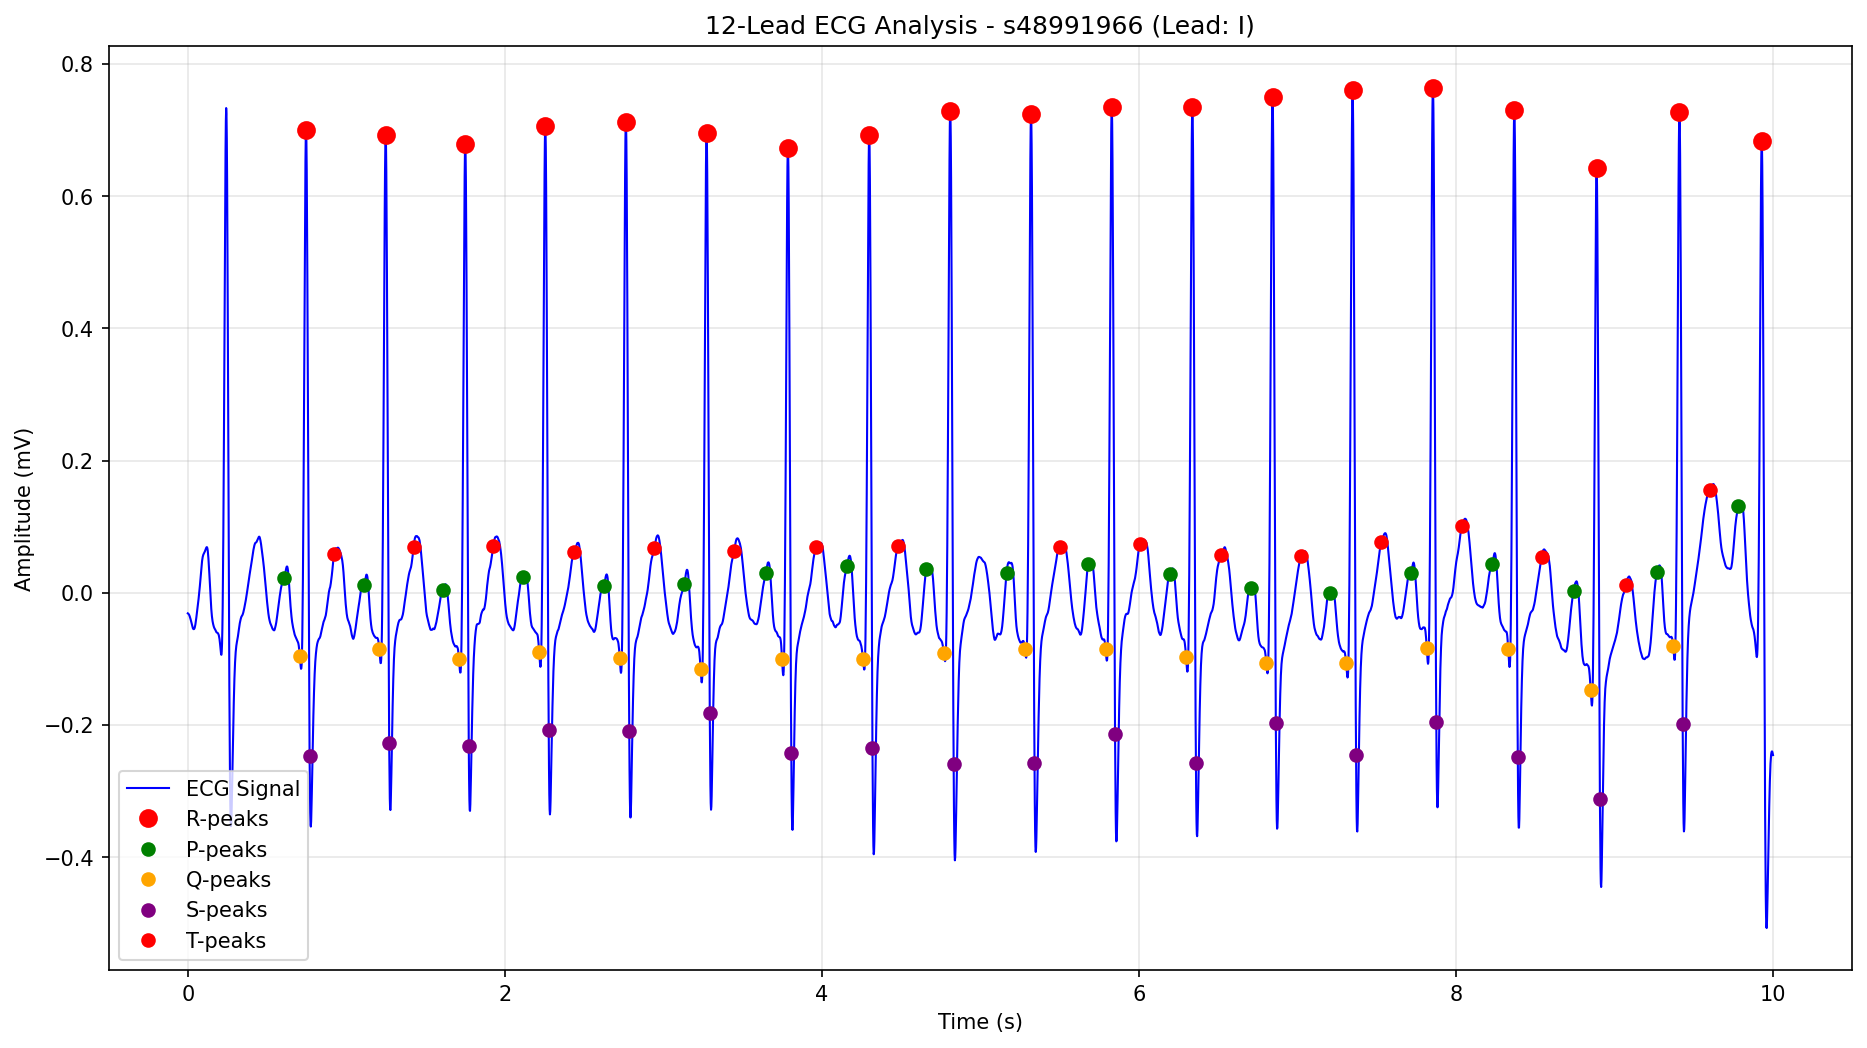 12-Lead ECG Analysis - s48991966 (Lead: I)
Amplitude (mV)
0.8
0.6
0.4
0.2
0.0
−0.2
−0.4
ECG Signal
R-peaks
P-peaks
Q-peaks
S-peaks
T-peaks
0 2 4 6 8 10
Time (s)